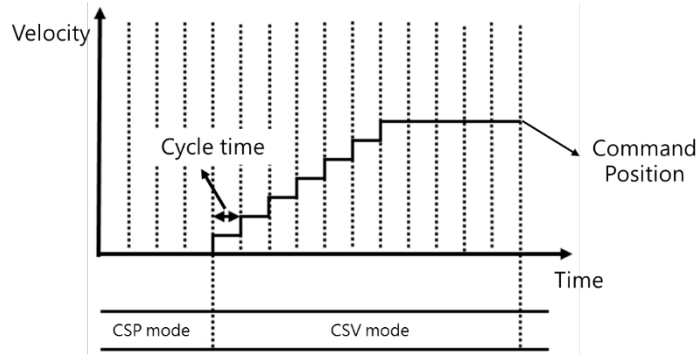 Velocity
Cycle time
Command
Position
Time
CSP mode
CSV mode